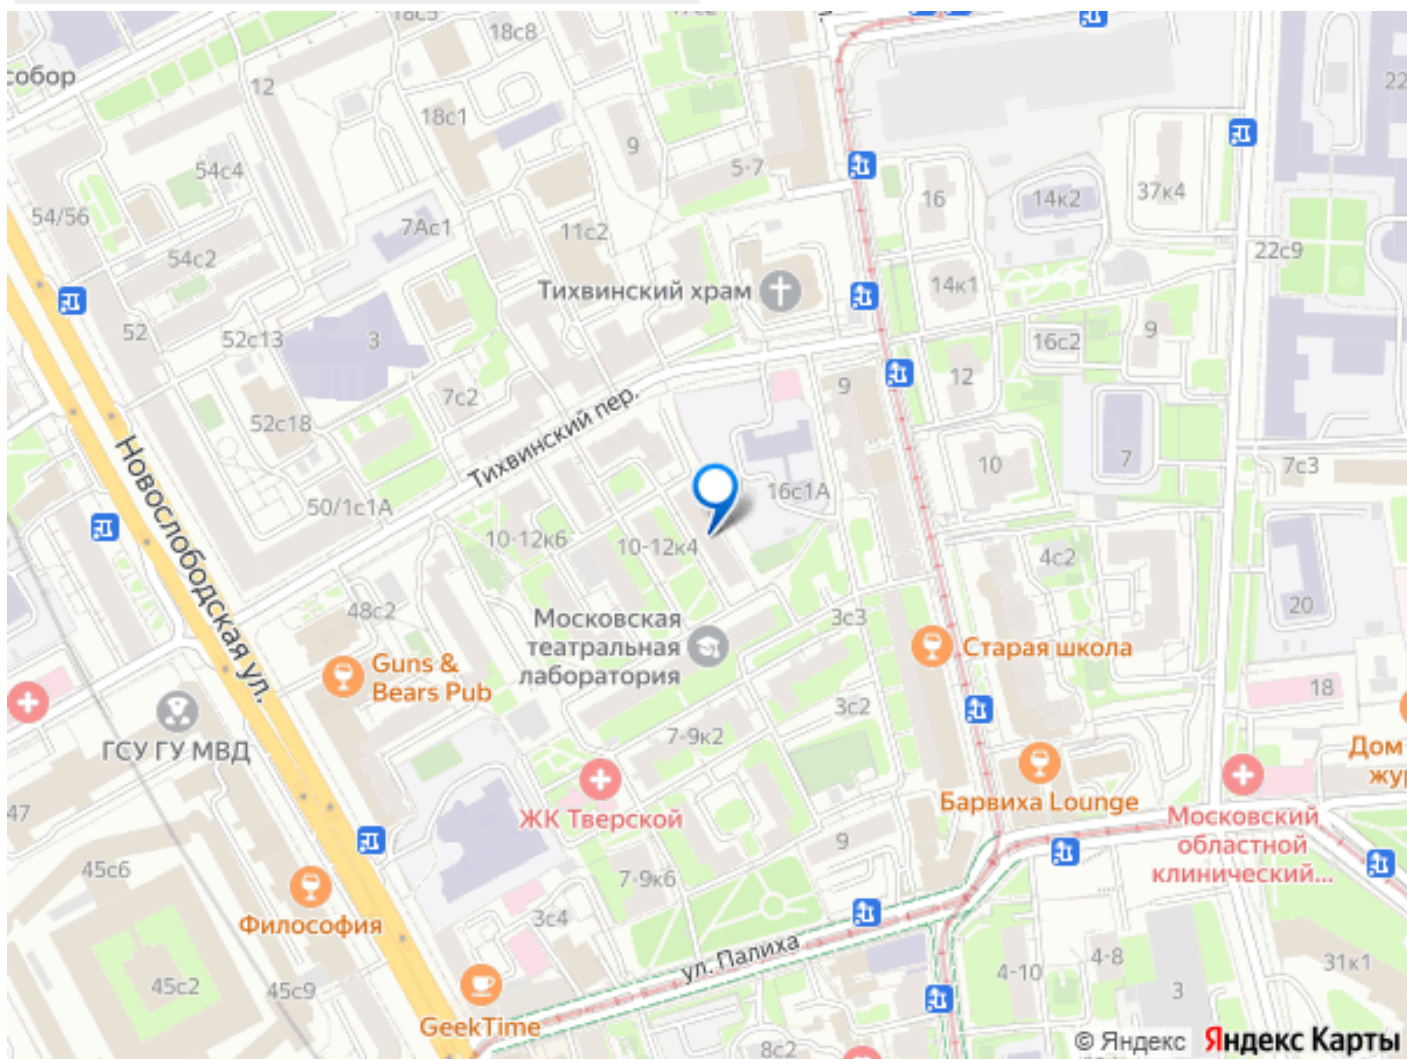 18с8
собор
12
18с1
9
5-7
54с4
16
14к2
37к4
22
54/56
7Ас1
11с2
54с2
22с9
Тихвинский храм
14к1
52
52с13
3
16с2
9
7с2
12
9
52с18
Тихвинский пер.
Новослободская ул.
10
7
7с3
16с1А
50/1с1А
10-12к6
10-12к4
4с2
48с2
20
3с3
Московская
театральная
лаборатория
Старая школа
Guns &
Bears Pub
18
3с2
7-9к2
ГСУ ГУ МВД
Дом
жур
47
Барвиха Lounge
ЖК Тверской
Московский
областной
клинический...
9
45с6
7-9к6
Философия
3с4
ул. Палиха
4-8
4-10
31к1
45с2
45с9
3
GeekTime
8с2
© Яндекс Яндекс Карты